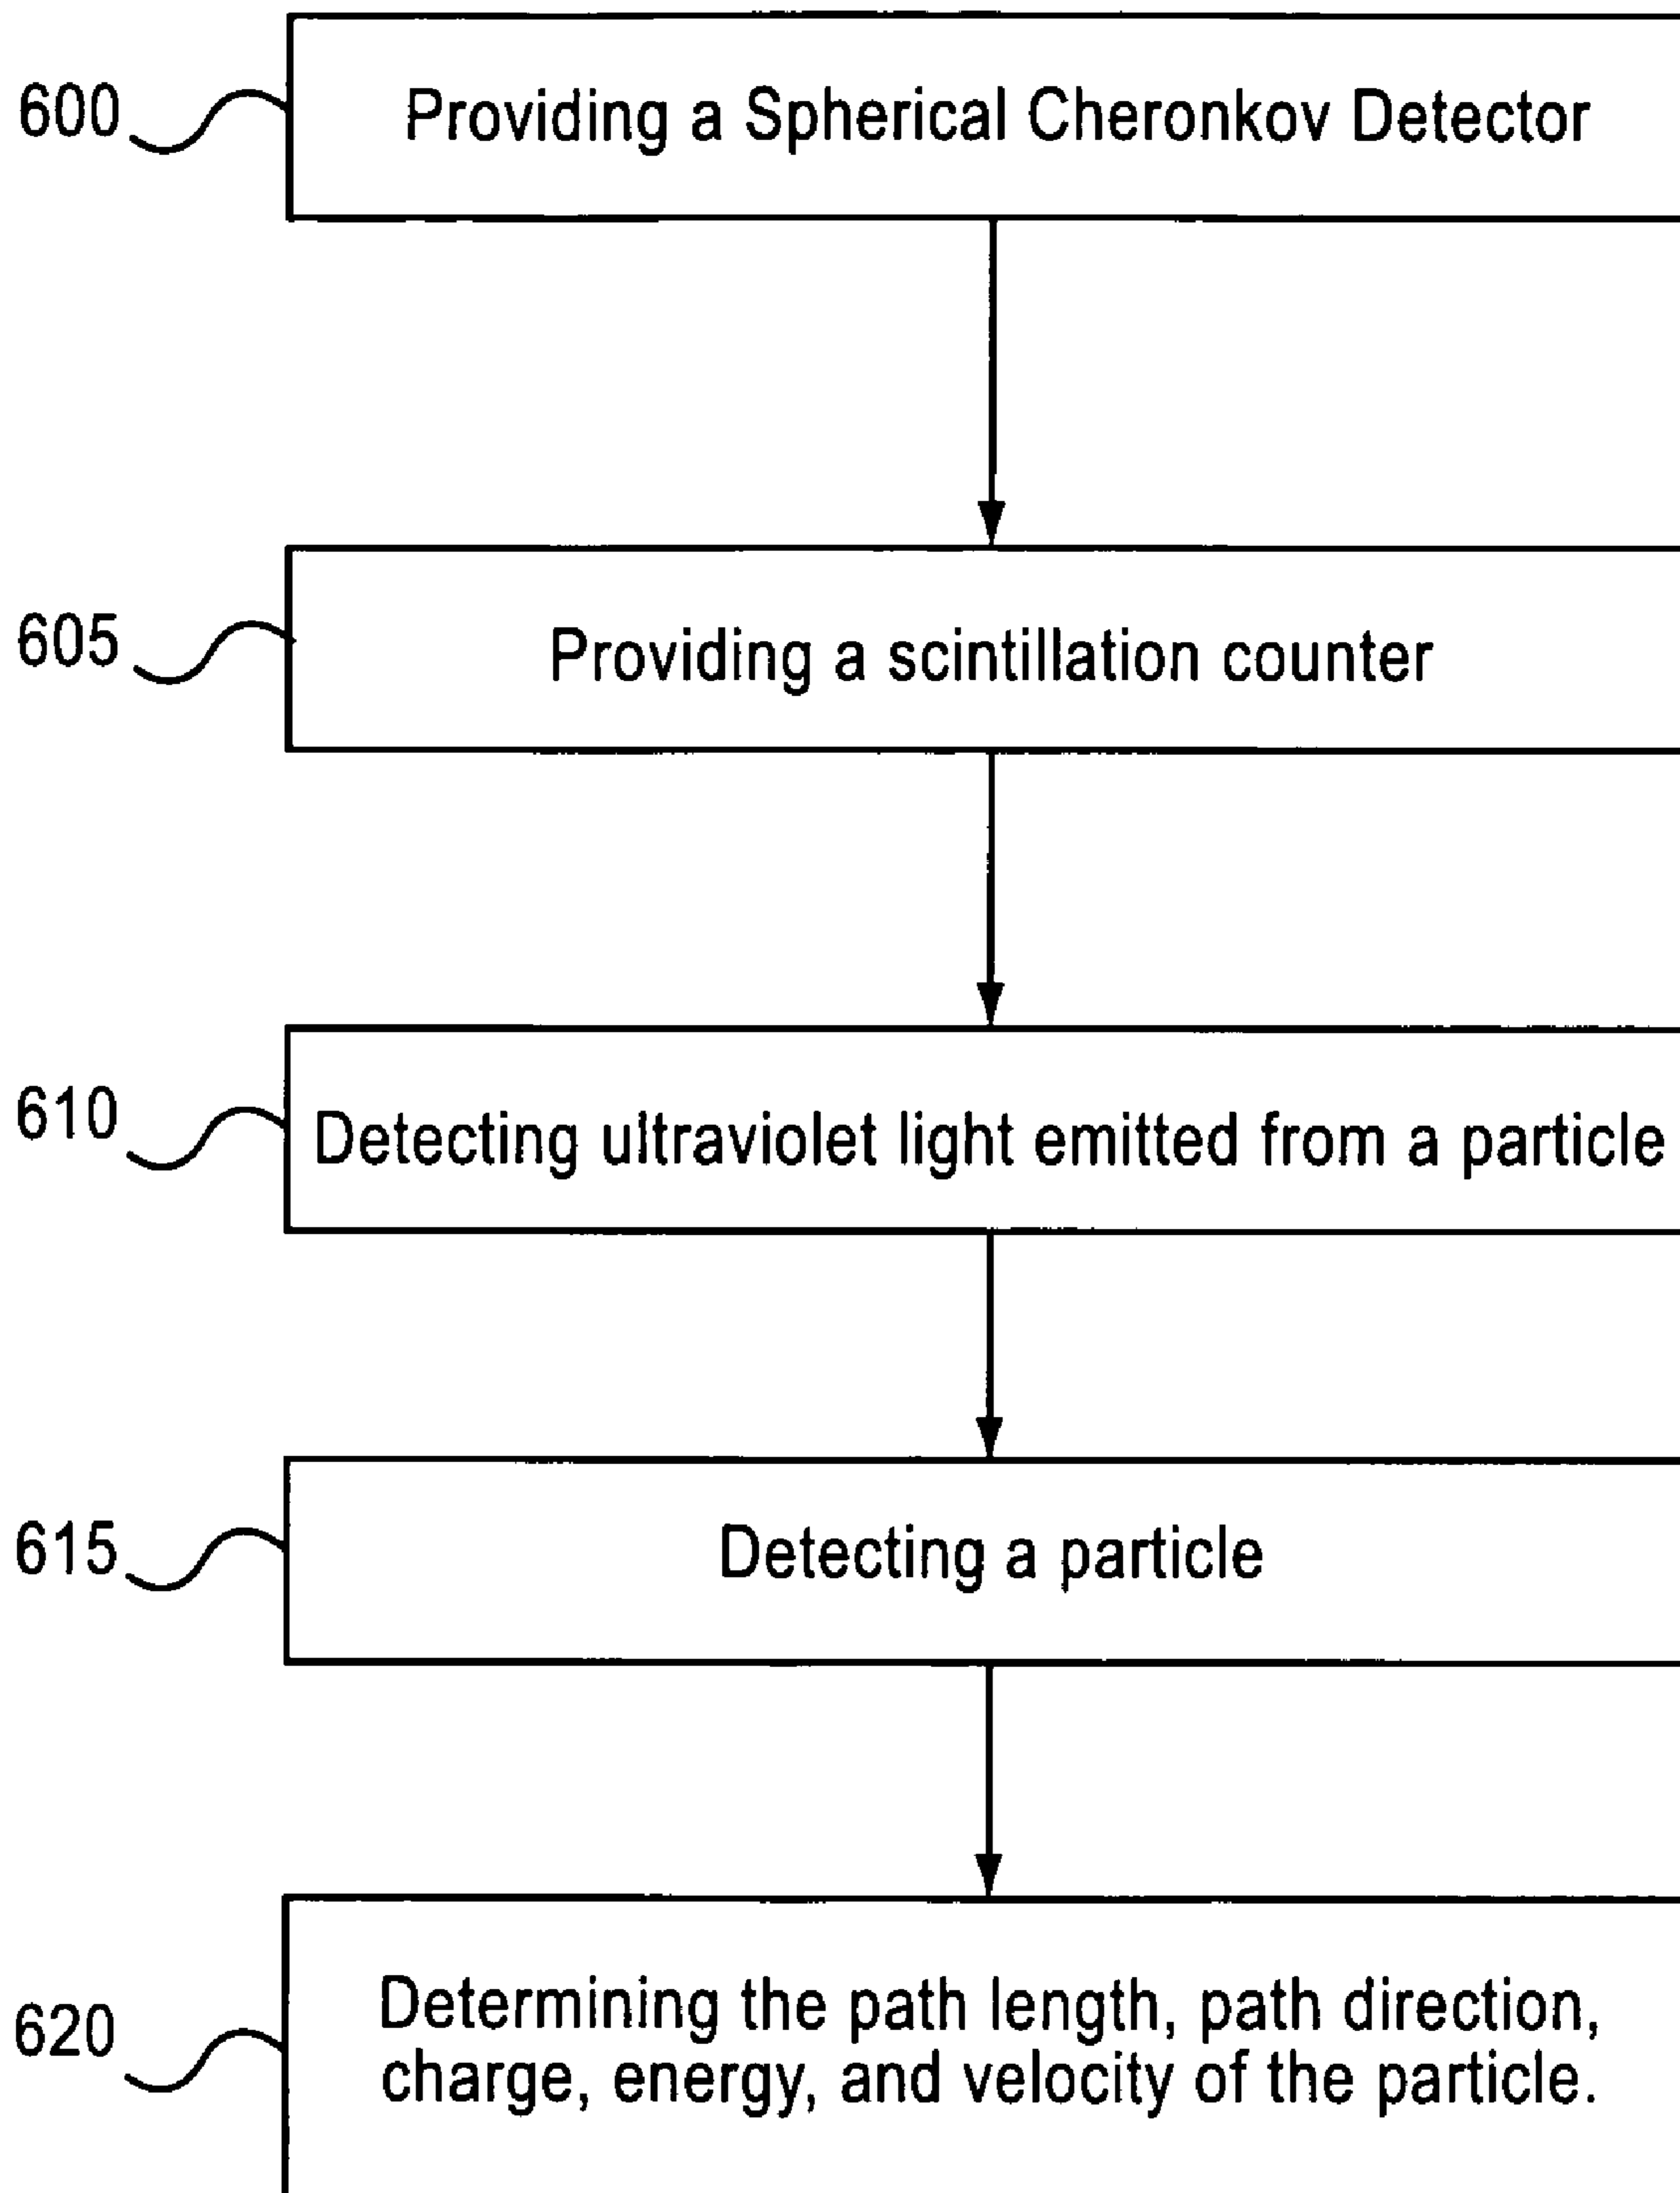 600
Providing a Spherical Cheronkov Detector
605
Providing a scintillation counter
610
Detecting ultraviolet light emitted from a particle
615
Detecting a particle
620
Determining the path length, path direction,
charge, energy, and velocity of the particle.